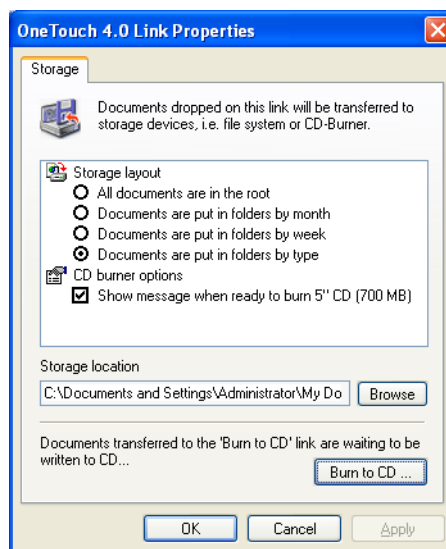 OneTouch 4.0 Link Properties
Storage
Documents dropped on this link will be transferred to
storage devices, i.e. file system or CD-Burner.
Storage layout
All documents are in the root
Documents are put in folders by month
Documents are put in folders by week
Documents are put in folders by type
CD burner options
Show message when ready to burn 5" CD (700 MB)
Storage location
C:\Documents and Settings\Administrator\My Do
Browse
Documents transferred to the 'Burn to CD' link are waiting to be
written to CD...
Burn to CD ...
OK
Cancel
Apply